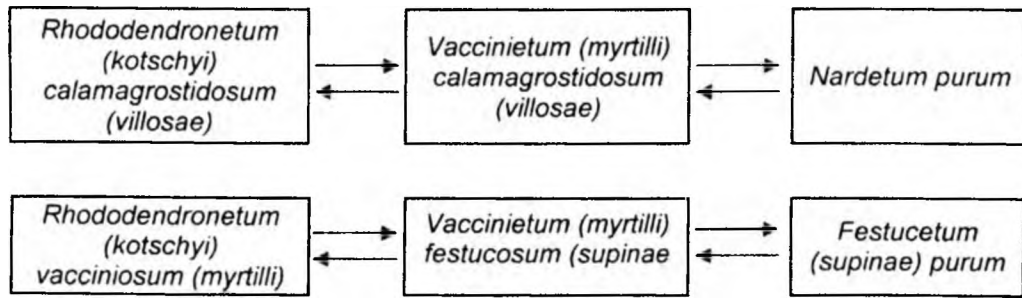 Rhododendronetum
(kotschyi)
calamagrostidosum
(villosae)
Vaccinietum (myrtilli)
calamagrostidosum
(villosae)
Nardetum purum
Rhododendronetum
(kotschyi)
vacciniosum (myrtilli)
Vaccinietum (myrtilli)
festucosum (supinae
Festucetum
(supinae) purum